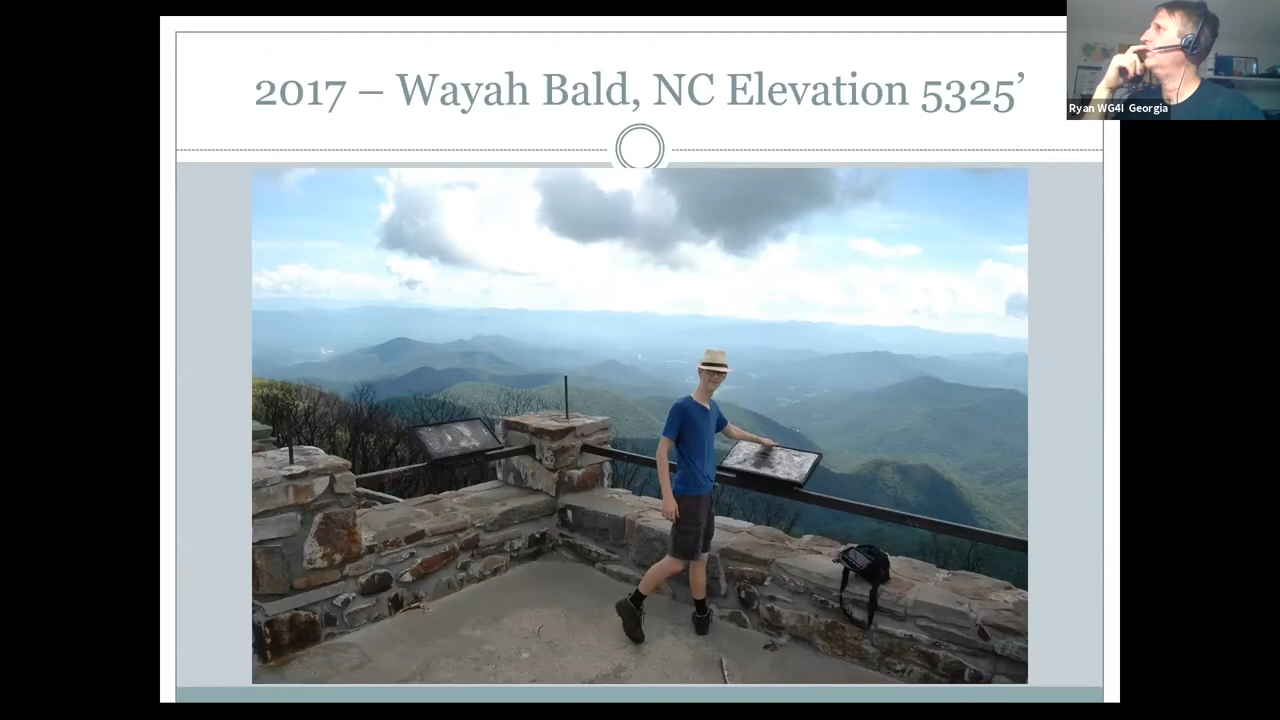 2017 – Wayah Bald, NC Elevation 5325’
Ryan WG4I Georgia